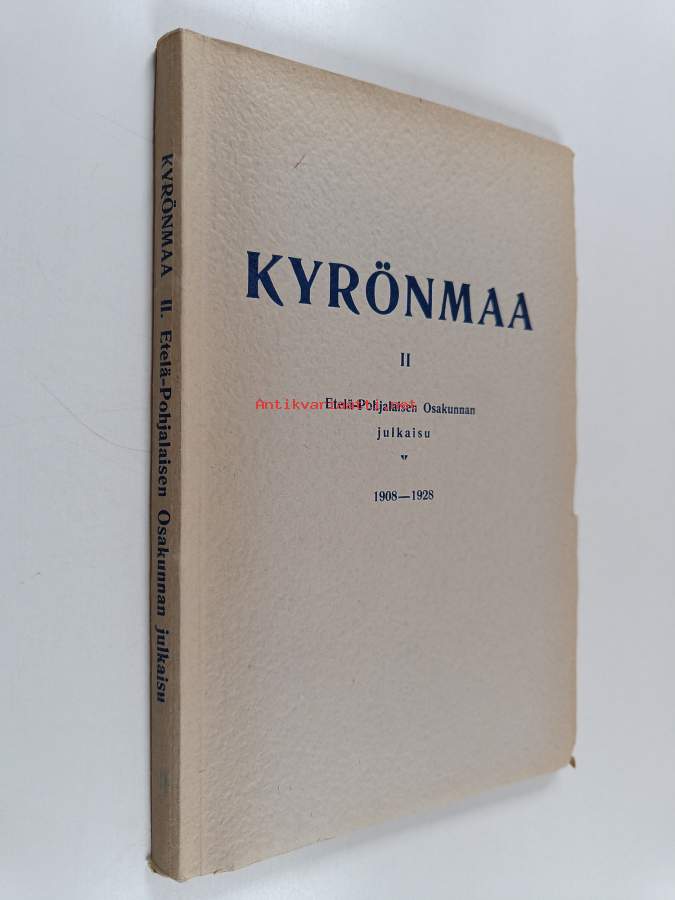 KYRÖNMAA II. Etelä-Pohjalaisen Osakunnan julkaisu
KYRÖNMAA
II
Etelä-Pohjalaisen Osakunnan
julkaisu
1908—1928
Antikvariaatti.net